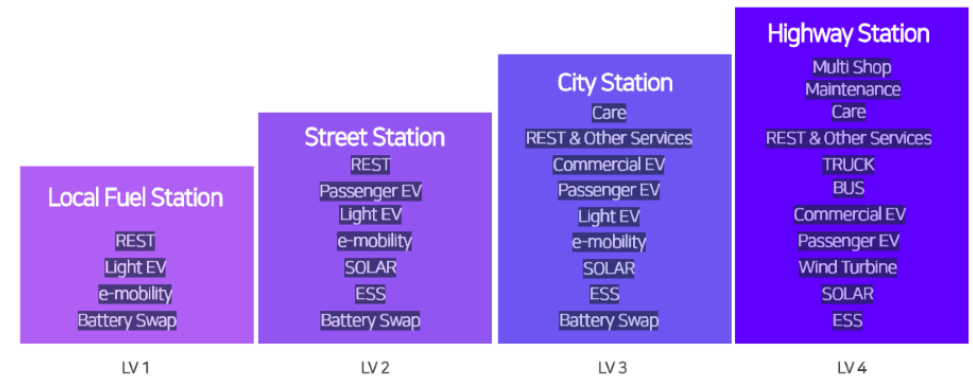 Local Fuel Station
REST
Light EV
e-mobility
Battery Swap
LV 1
Street Station
REST
Passenger EV
Light EV
e-mobility
SOLAR
ESS
Battery Swap
LV 2
City Station
Care
REST & Other Services
Commercial EV
Passenger EV
Light EV
e-mobility
SOLAR
ESS
Battery Swap
LV 3
Highway Station
Multi Shop
Maintenance
Care
REST & Other Services
TRUCK
BUS
Commercial EV
Passenger EV
Wind Turbine
SOLAR
ESS
LV 4